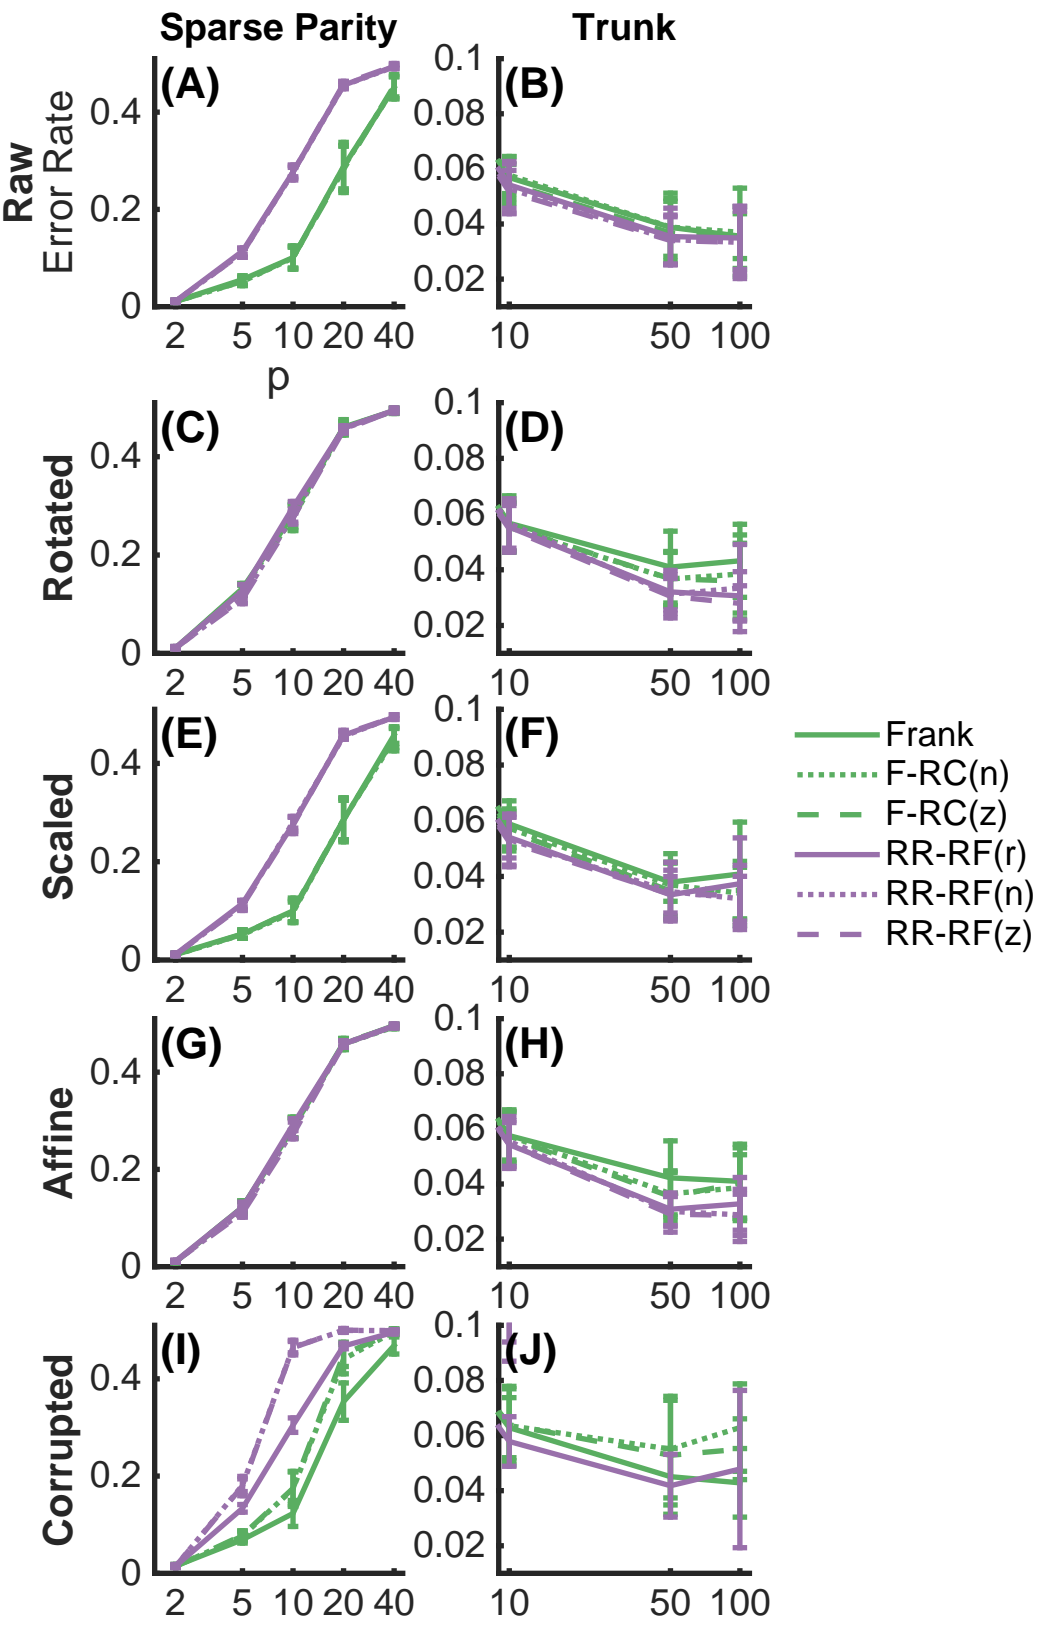 Sparse Parity Trunk
Raw
Error Rate
(A)
0.4
0.2
0
2 5 10 20 40
p
(B)
0.1
0.08
0.06
0.04
0.02
10 50 100
Rotated
(C)
0.4
0.2
0
2 5 10 20 40
(D)
0.1
0.08
0.06
0.04
0.02
10 50 100
Scaled
(E)
0.4
0.2
0
2 5 10 20 40
(F)
0.1
0.08
0.06
0.04
0.02
10 50 100
Frank
F-RC(n)
F-RC(z)
RR-RF(r)
RR-RF(n)
RR-RF(z)
Affine
(G)
0.4
0.2
0
2 5 10 20 40
(H)
0.1
0.08
0.06
0.04
0.02
10 50 100
Corrupted
(I)
0.4
0.2
0
2 5 10 20 40
(J)
0.1
0.08
0.06
0.04
0.02
10 50 100